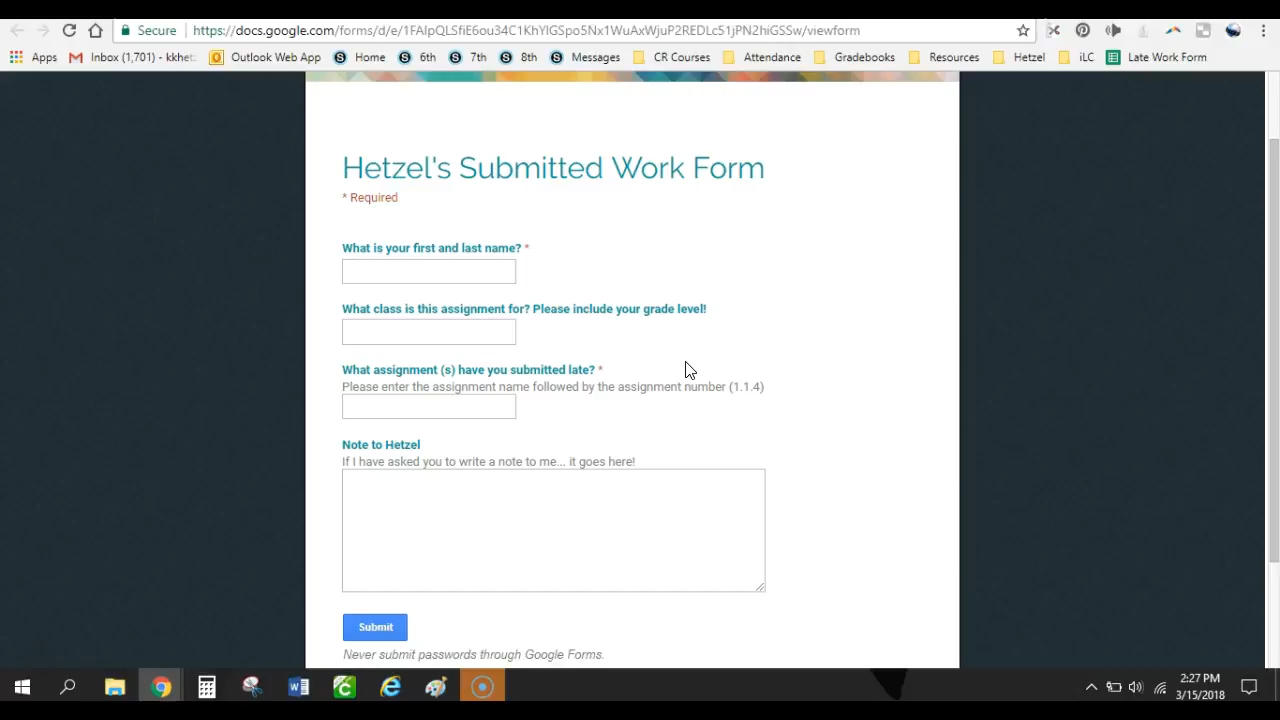 Secure https://docs.google.com/forms/d/e/1FAIpQLSfiE6ou34C1KhYlGSpo5Nx1WuAxWjuP2REDLc51jPN2hiGSSw/viewform
Apps Inbox (1,701) - kkhet Outlook Web App Home 6th 7th 8th Messages CR Courses Attendance Gradebooks Resources Hetzel iLC Late Work Form
Hetzel's Submitted Work Form
* Required
What is your first and last name? *
What class is this assignment for? Please include your grade level!
What assignment (s) have you submitted late? *
Please enter the assignment name followed by the assignment number (1.1.4)
Note to Hetzel
If I have asked you to write a note to me... it goes here!
Submit
Never submit passwords through Google Forms.
2:27 PM
3/15/2018